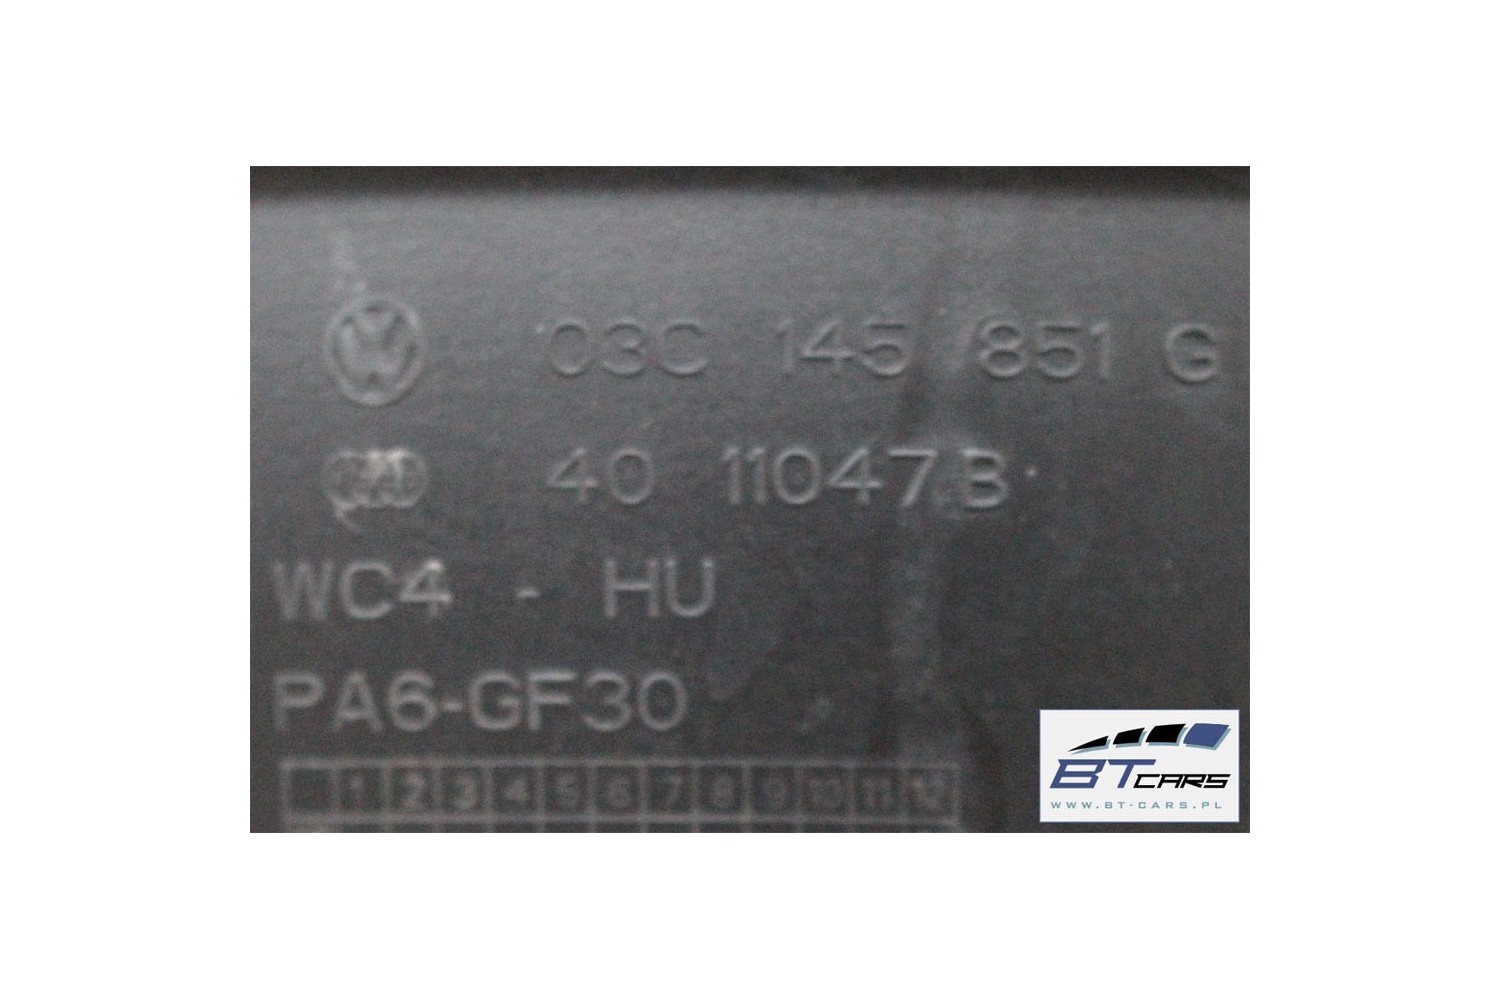 03C 145 851 G
40 11047B
WC4 - HU
PA6-GF30
1 2 3 4 5 6 7 8 9 10 11 12
BT CARS
WWW.BT-CARS.PL